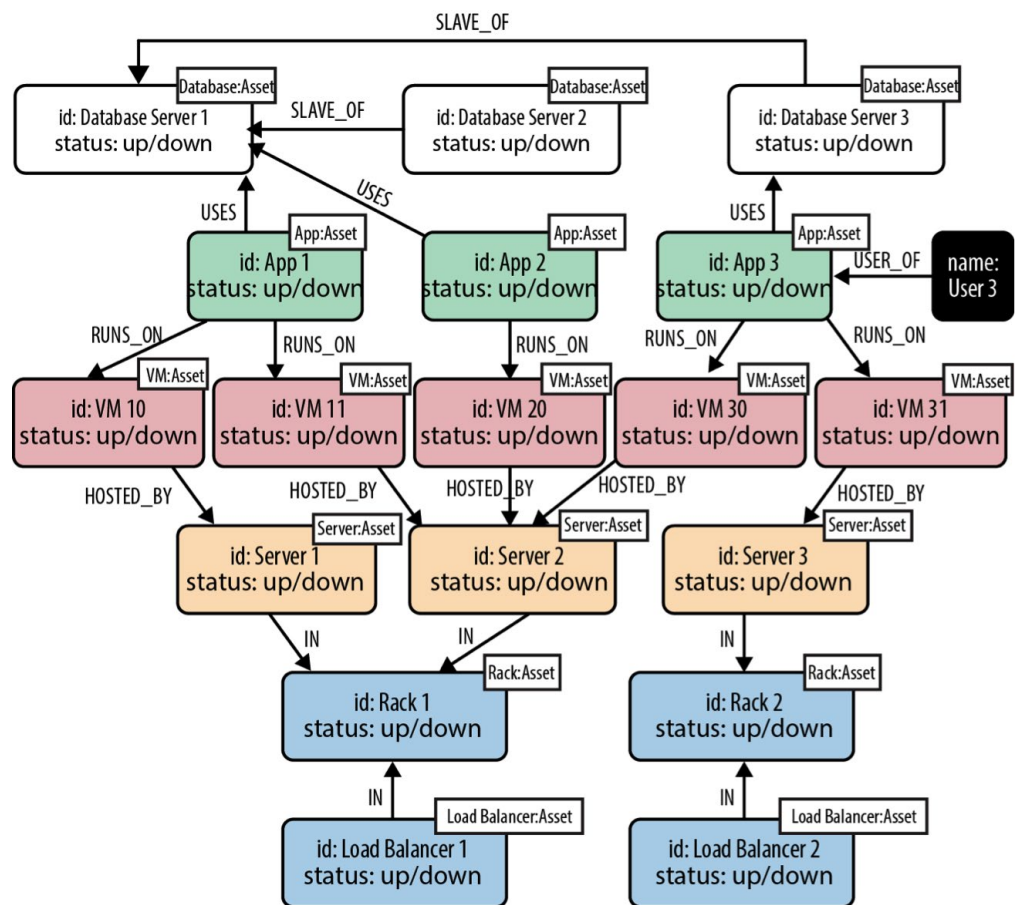 SLAVE_OF
Database:Asset
id: Database Server 1
status: up/down
SLAVE_OF
Database:Asset
id: Database Server 2
status: up/down
Database:Asset
id: Database Server 3
status: up/down
USES
USES
USES
App:Asset
id: App 1
status: up/down
App:Asset
id: App 2
status: up/down
App:Asset
id: App 3
status: up/down
USER_OF
name:
User 3
RUNS_ON
RUNS_ON
RUNS_ON
RUNS_ON
RUNS_ON
VM:Asset
id: VM 10
status: up/down
VM:Asset
id: VM 11
status: up/down
VM:Asset
id: VM 20
status: up/down
VM:Asset
id: VM 30
status: up/down
VM:Asset
id: VM 31
status: up/down
HOSTED_BY
HOSTED_BY
HOSTED_BY
HOSTED_BY
HOSTED_BY
Server:Asset
id: Server 1
status: up/down
Server:Asset
id: Server 2
status: up/down
Server:Asset
id: Server 3
status: up/down
IN
IN
IN
Rack:Asset
id: Rack 1
status: up/down
Rack:Asset
id: Rack 2
status: up/down
IN
IN
Load Balancer:Asset
id: Load Balancer 1
status: up/down
Load Balancer:Asset
id: Load Balancer 2
status: up/down